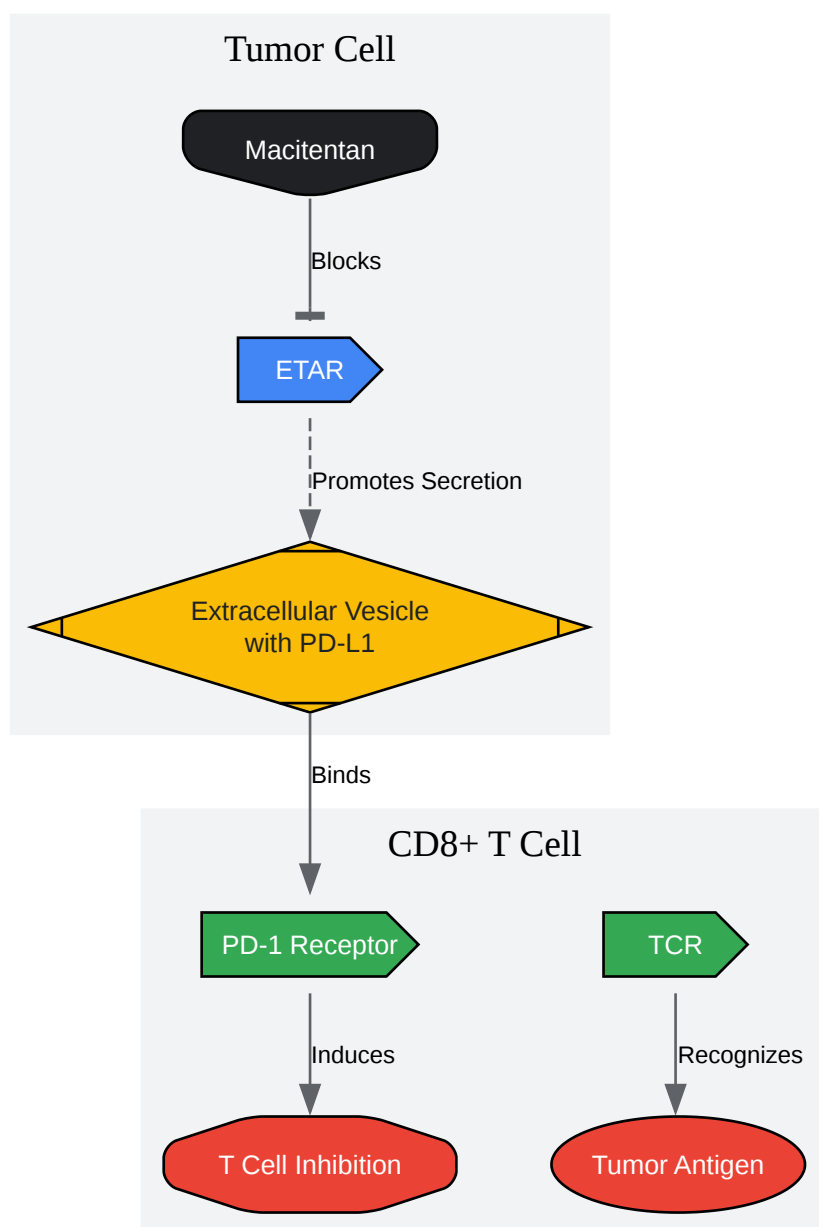 Tumor Cell
Macitentan
Blocks
ETAR
Promotes Secretion
Extracellular Vesicle
with PD-L1
Binds
CD8+ T Cell
PD-1 Receptor
TCR
Induces
Recognizes
T Cell Inhibition
Tumor Antigen